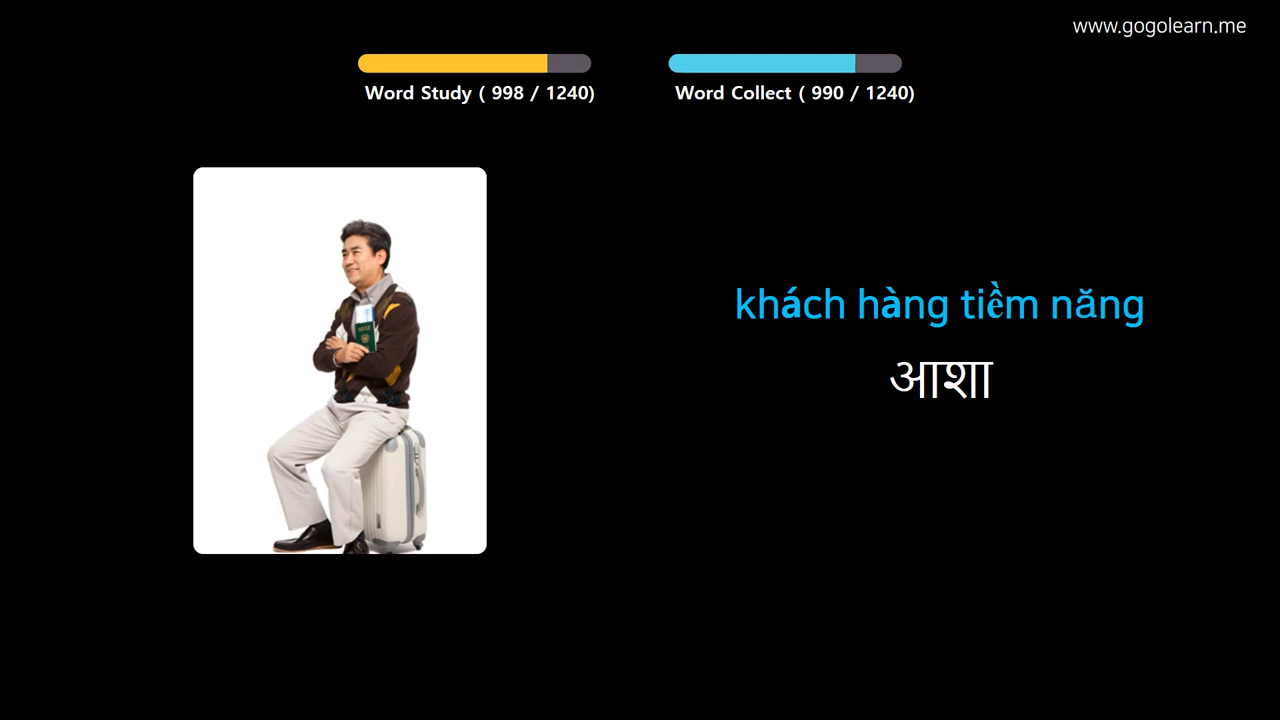 www.gogolearn.me
Word Study ( 998 / 1240)
Word Collect ( 990 / 1240)
khách hàng tiềm năng
आशा